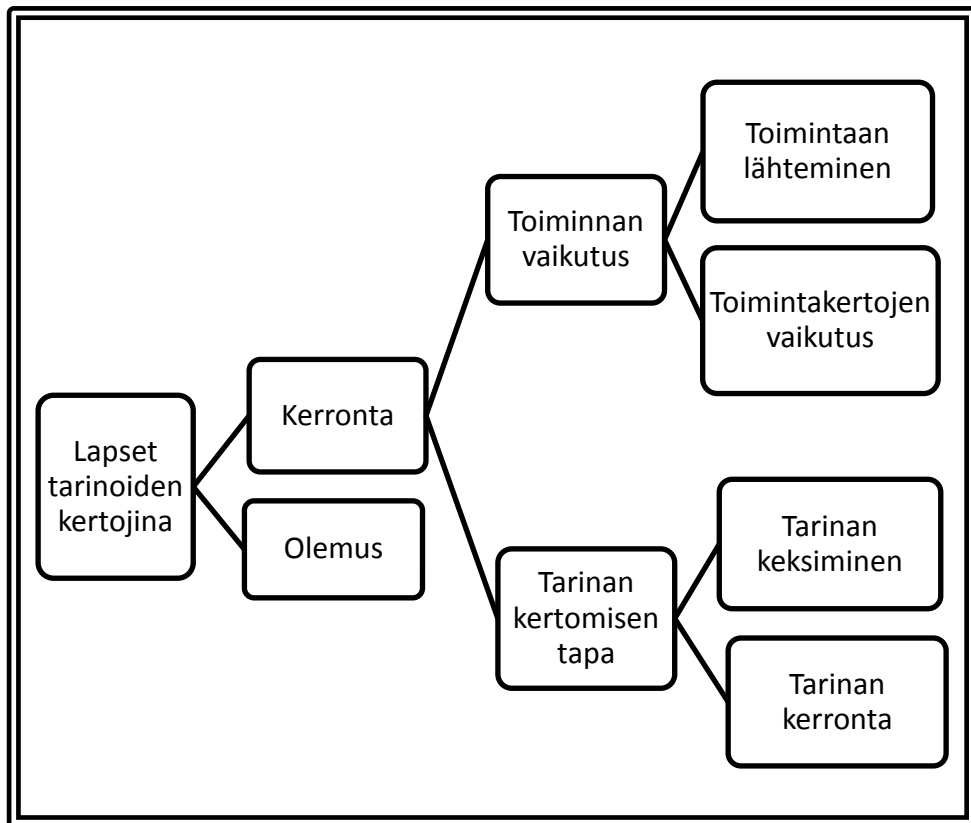 Lapset
tarinoiden
kertojina
Kerronta
Olemus
Toiminnan
vaikutus
Tarinan
kertomisen
tapa
Toimintaan
lähteminen
Toimintakertojen
vaikutus
Tarinan
keksiminen
Tarinan
kerronta